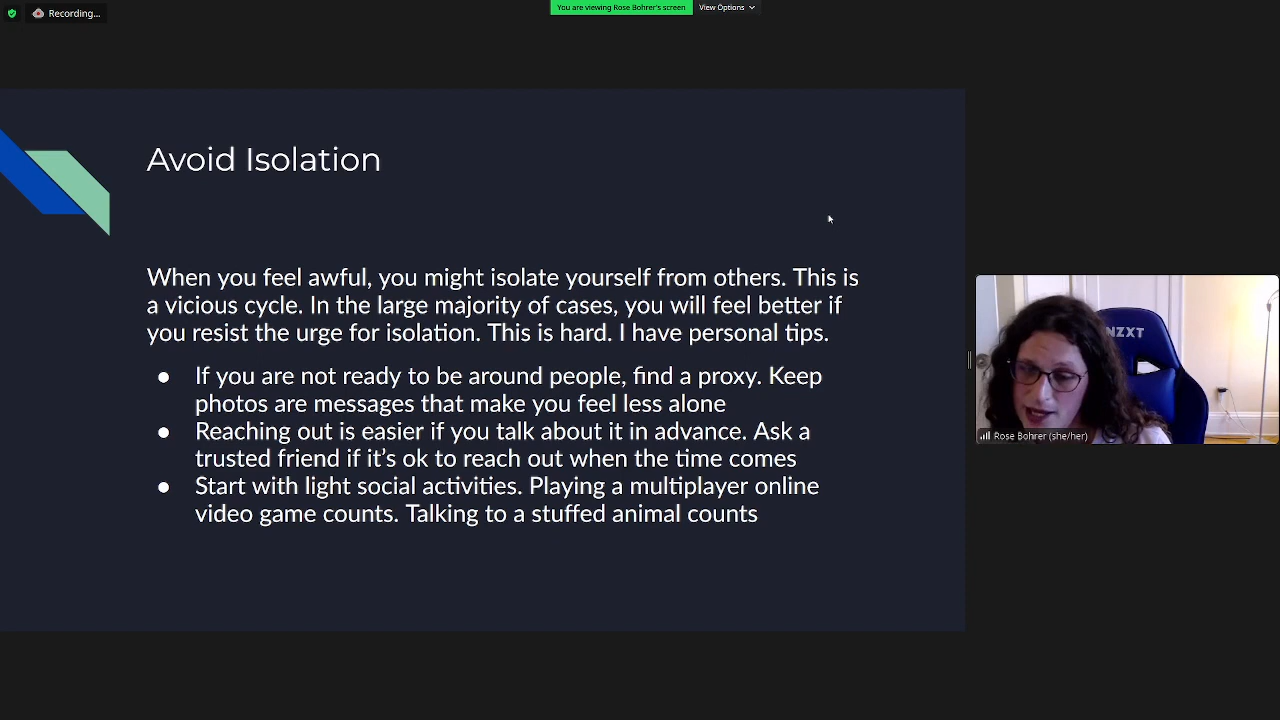 Recording...
You are viewing Rose Bohrer's screen
View Options
Avoid Isolation
When you feel awful, you might isolate yourself from others. This is
a vicious cycle. In the large majority of cases, you will feel better if
you resist the urge for isolation. This is hard. I have personal tips.
● If you are not ready to be around people, find a proxy. Keep
photos are messages that make you feel less alone
● Reaching out is easier if you talk about it in advance. Ask a
trusted friend if it's ok to reach out when the time comes
● Start with light social activities. Playing a multiplayer online
video game counts. Talking to a stuffed animal counts
NZXT
Rose Bohrer (she/her)